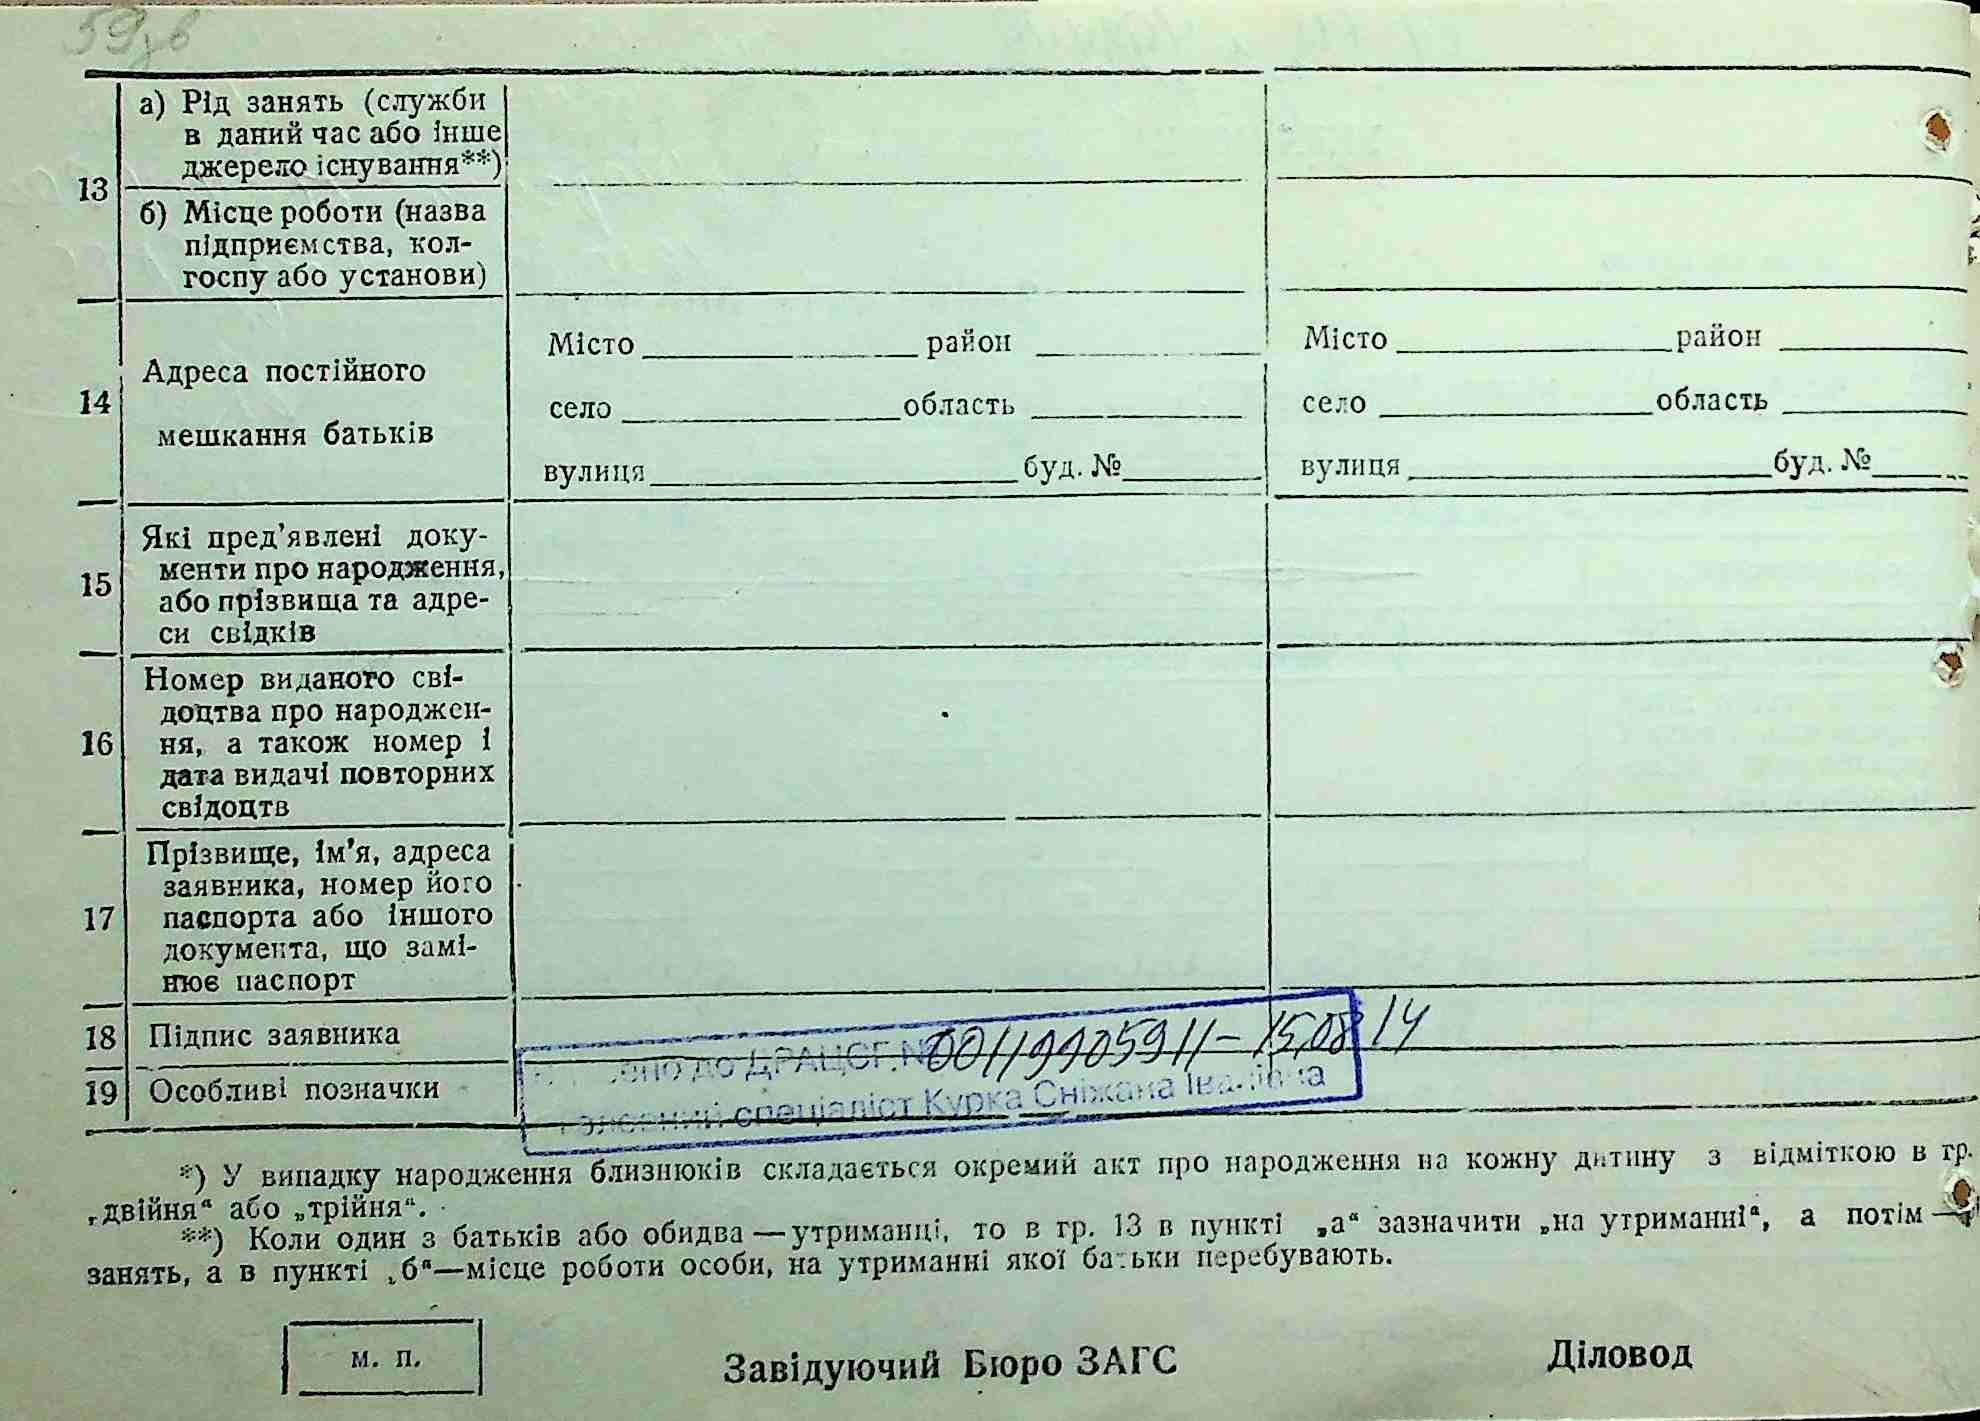 59зв
а) Рід занять (служби
в даний час або інше
джерело існування**)
13
б) Місце роботи (назва
підприємства, кол-
госпу або установи)
14
Адреса постійного
мешкання батьків
Місто район
село область
вулиця буд. №
Місто район
село область
вулиця буд. №
15
Які пред’явлені доку-
менти про народження,
або прізвища та адре-
си свідків
16
Номер виданого сві-
доцтва про народжен-
ня, а також номер і
дата видачі повторних
свідоцтв
17
Прізвище, ім’я, адреса
заявника, номер його
паспорта або іншого
документа, що замі-
нює паспорт
18 Підпис заявника
19 Особливі позначки
до ДРАЦСГ № 00119905911 – 15.08.14
спеціаліст Курка Сніжана Іванівна
*) У випадку народження близнюків складається окремий акт про народження на кожну дитину з відміткою в гр.
„двійня“ або „трійня“.
**) Коли один з батьків або обидва — утриманці, то в гр. 13 в пункті „а“ зазначити „на утриманні“, а потім —
занять, а в пункті „б“—місце роботи особи, на утриманні якої батьки перебувають.
м. п.
Завідуючий Бюро ЗАГС
Діловод